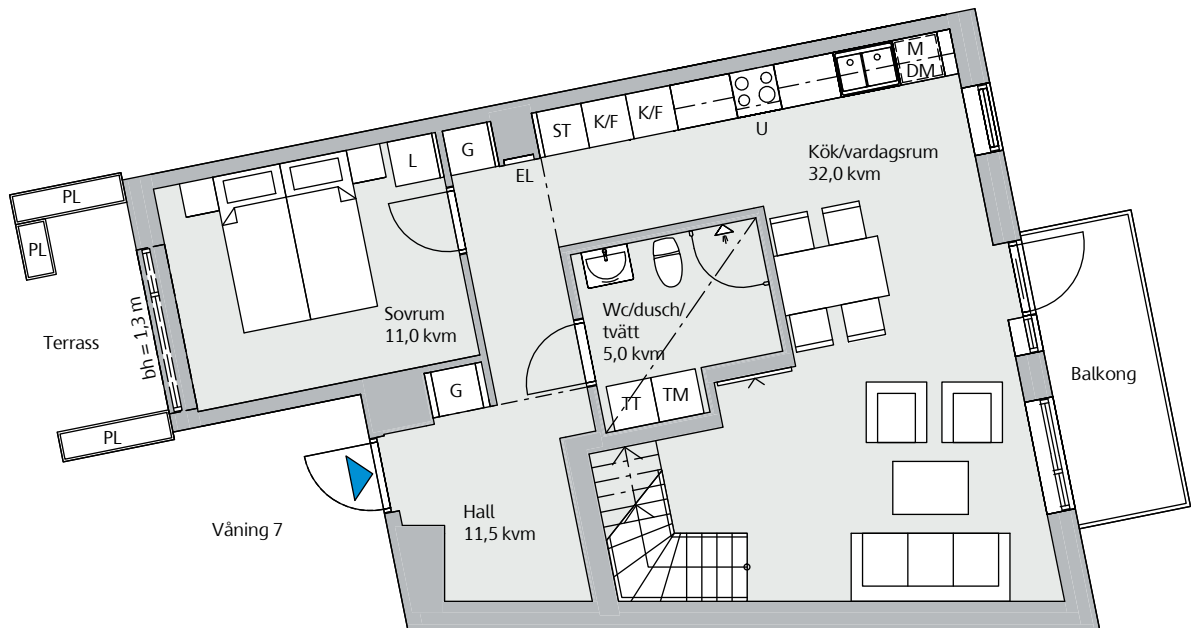 M
DM
K/F
K/F
ST
U
G
L
EL
Kök/vardagsrum
32,0 kvm
PL
PL
Sovrum
11,0 kvm
Wc/dusch/
tvätt
5,0 kvm
bh = 1,3 m
Terrass
Balkong
G
TT
TM
PL
Hall
11,5 kvm
Våning 7